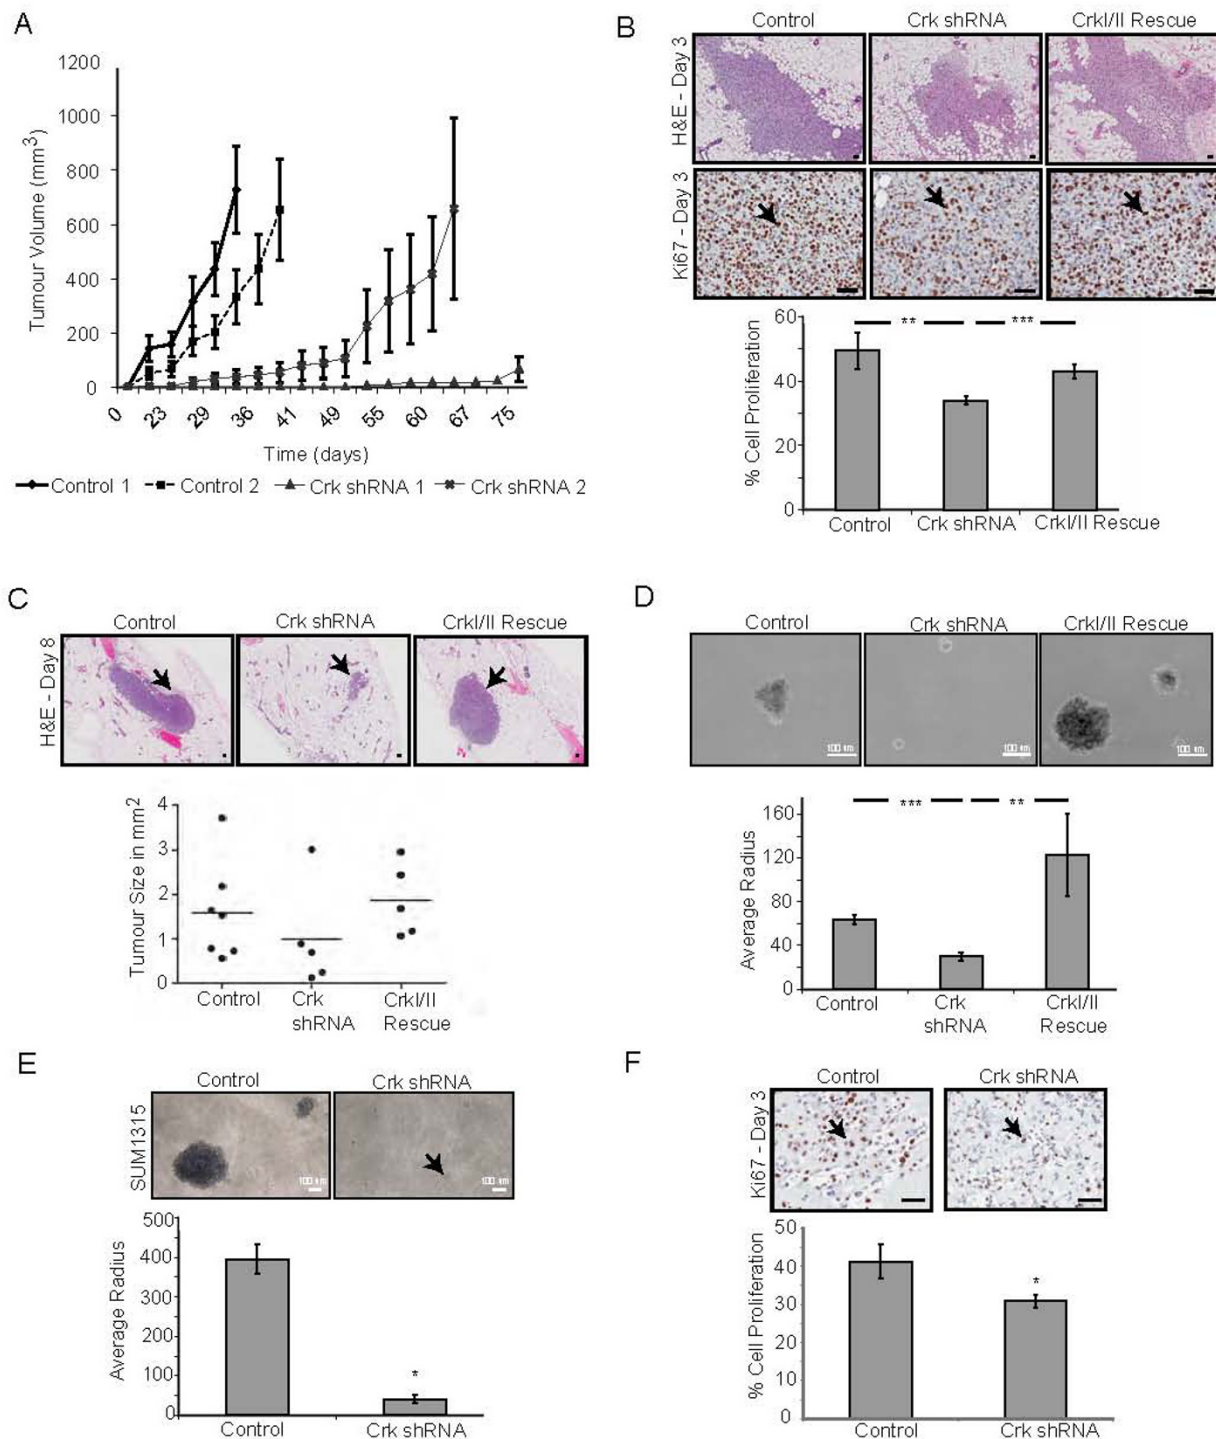 A
1200
1000
800
600
400
200
0
Tumour Volume (mm3)
0 23 29 36 41 49 55 60 67 75
Time (days)
Control 1 Control 2 Crk shRNA 1 Crk shRNA 2
B
Control Crk shRNA CrkI/II Rescue
H&E - Day 3
Ki67 - Day 3
** ***
60
40
20
0
% Cell Proliferation
Control Crk shRNA CrkI/II Rescue
C
Control Crk shRNA CrkI/II Rescue
H&E - Day 8
4
3
2
1
0
Tumour Size in mm2
Control Crk CrkI/II
shRNA Rescue
D
Control Crk shRNA CrkI/II Rescue
100 100 100
*** **
160
120
80
40
0
Average Radius
Control Crk CrkI/II
shRNA Rescue
E
Control Crk shRNA
SUM1315
100 100
500
400
300
200
100
0
Average Radius
*
Control Crk shRNA
F
Control Crk shRNA
Ki67 - Day 3
50
40
30
20
10
0
% Cell Proliferation
*
Control Crk shRNA